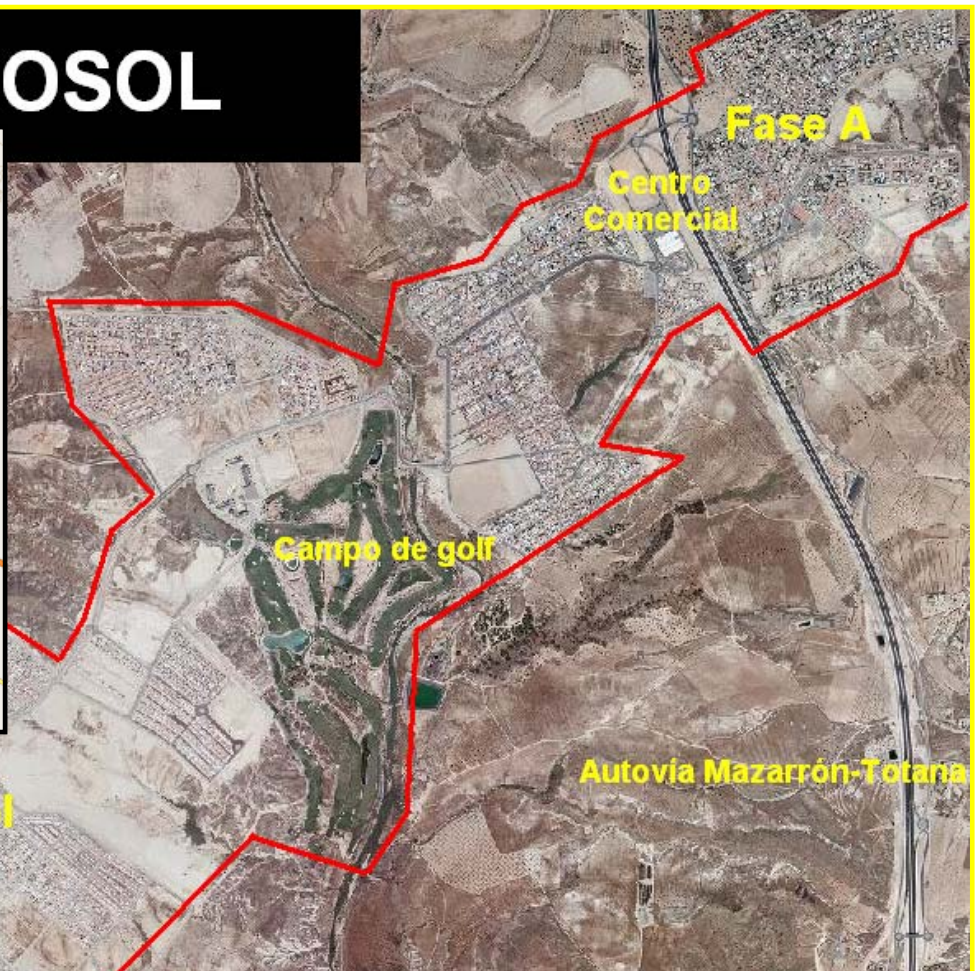 OSOL
Fase A
Centro
Comercial
Campo de golf
Autovía Mazarrón-Totana